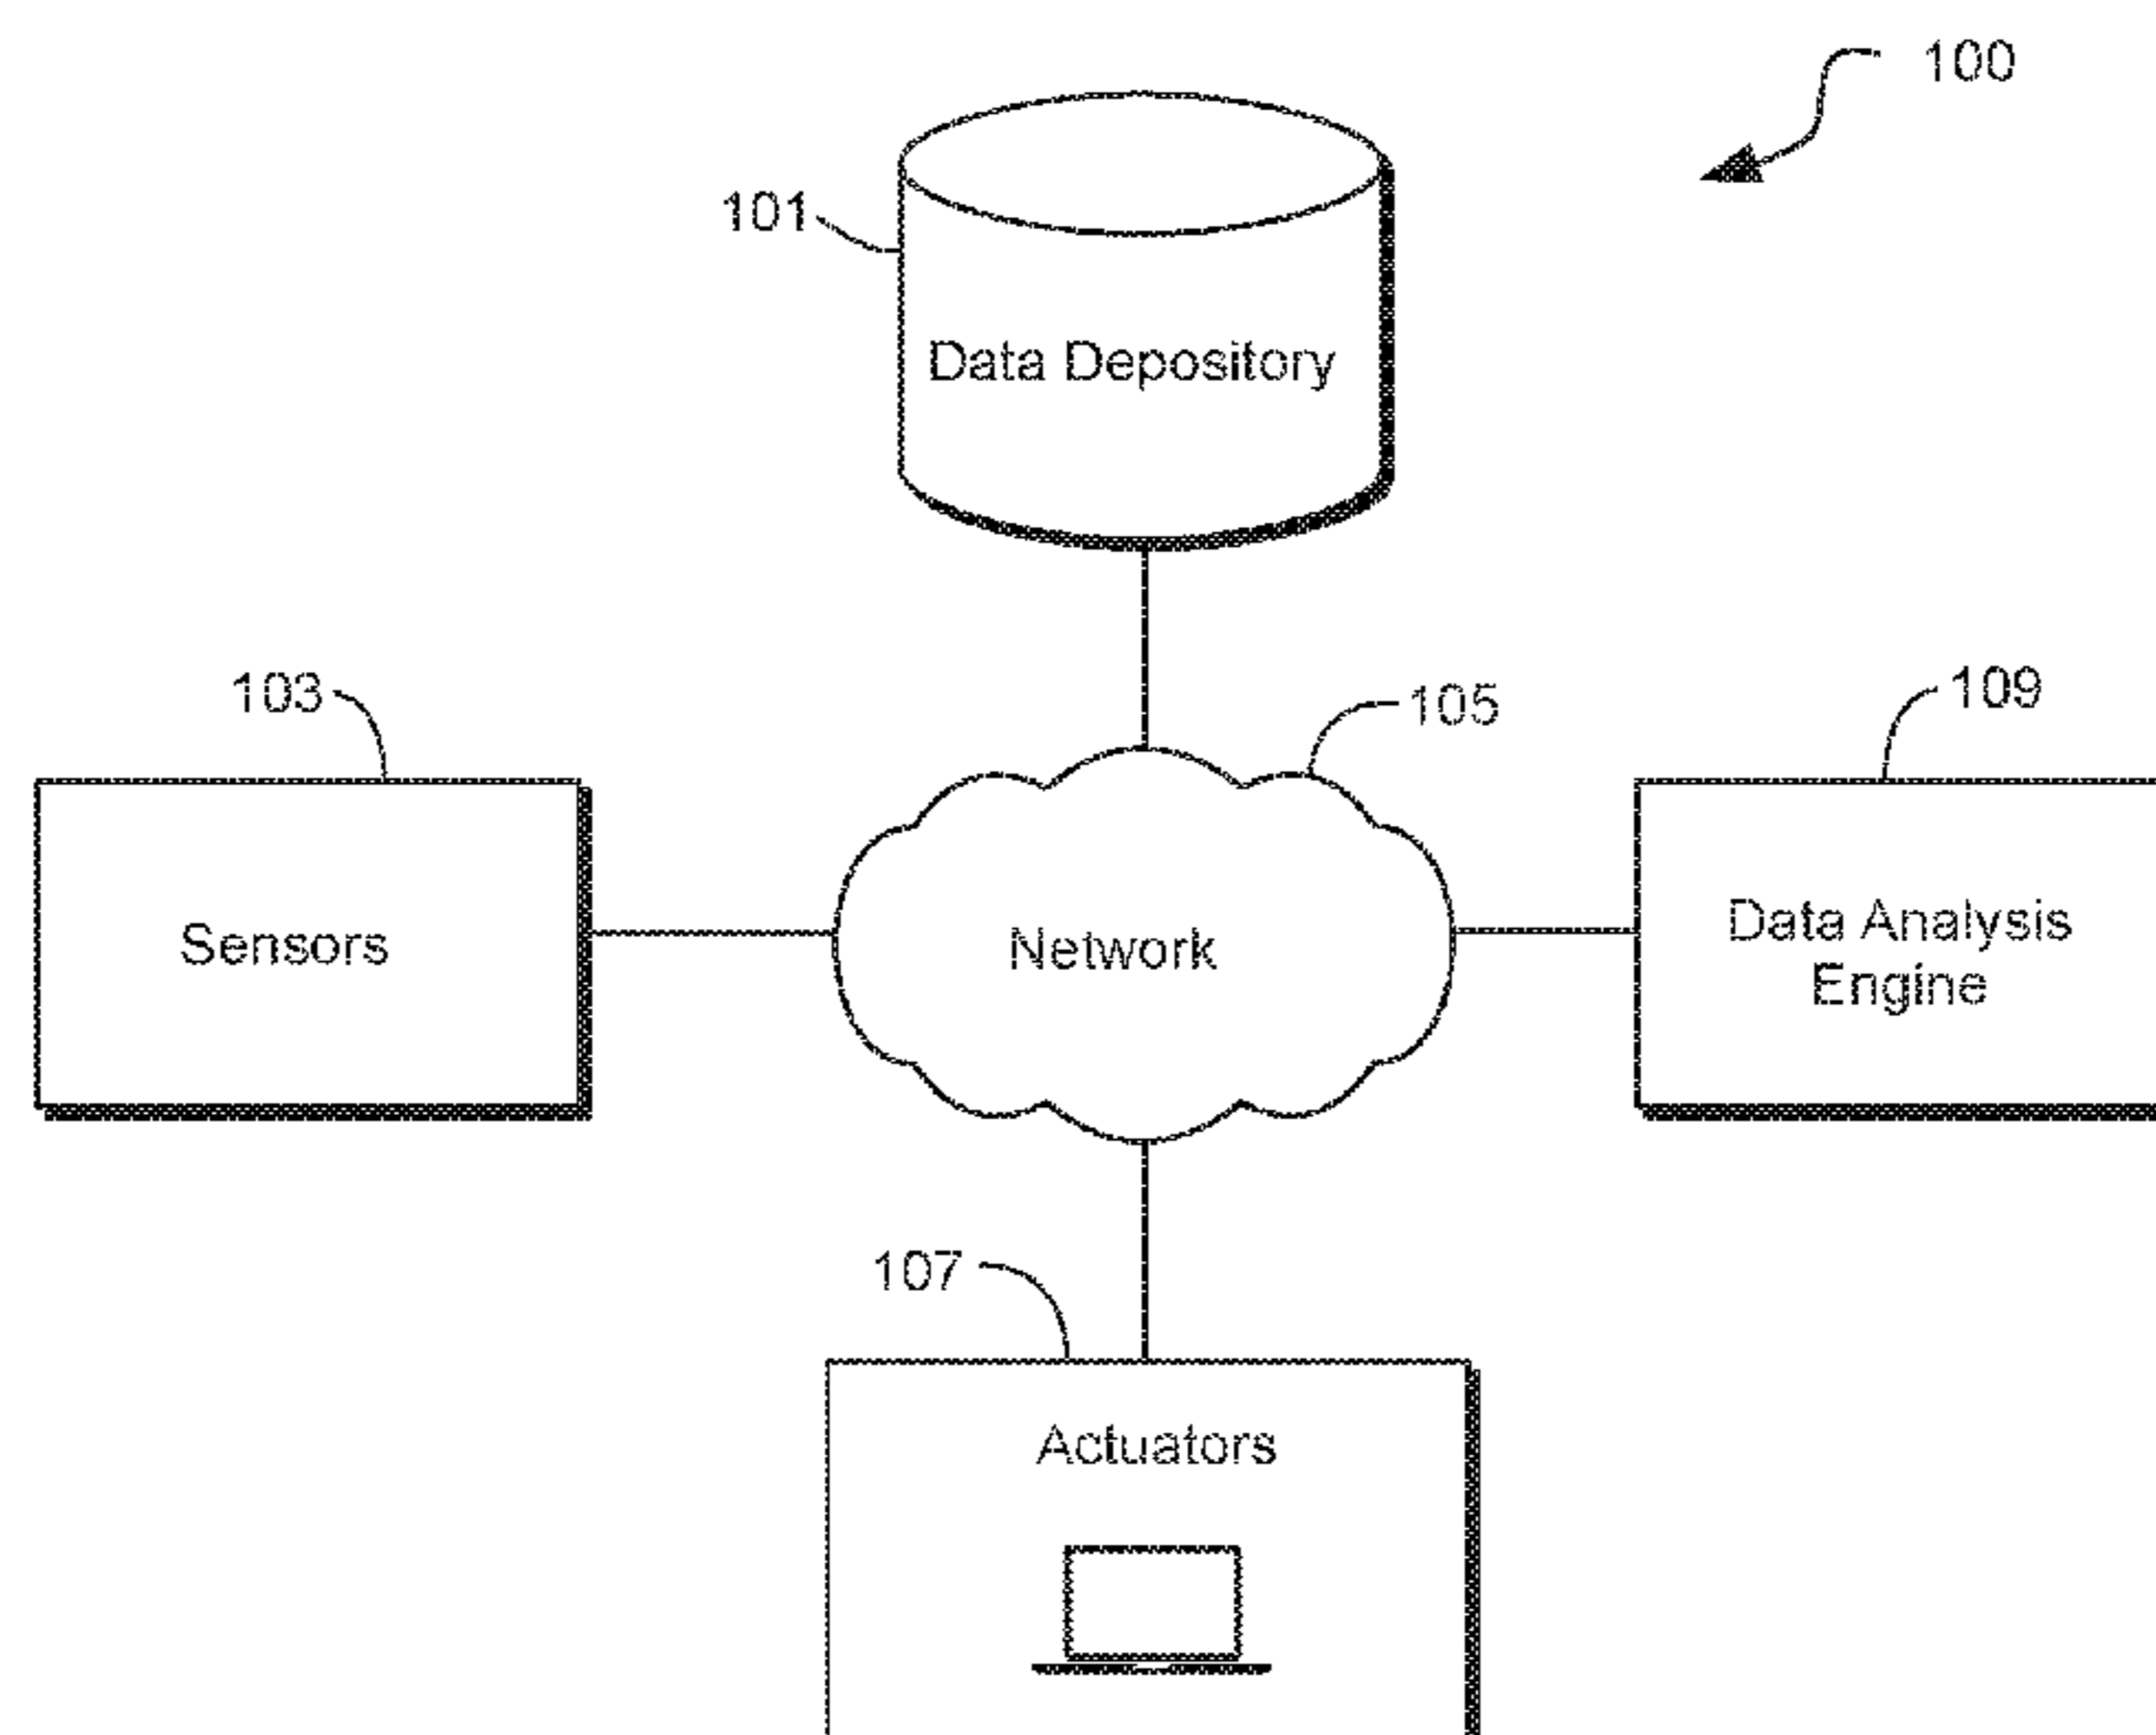 100
101
Data Depository
103
105
109
Sensors
Network
Data Analysis
Engine
107
Actuators